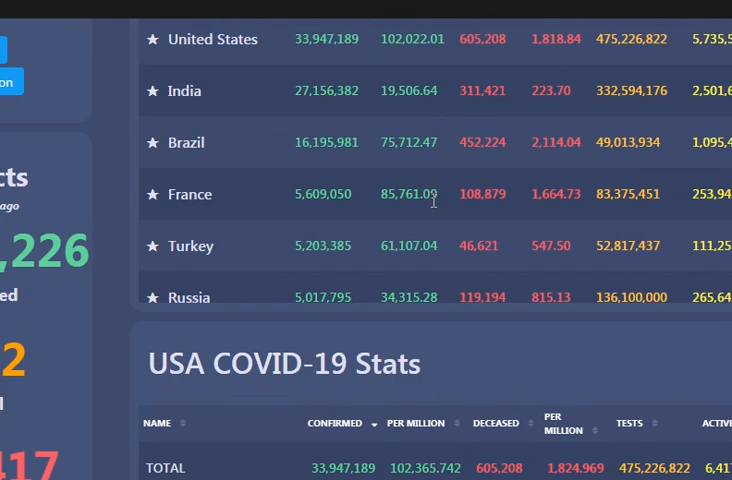 United States 33,947,189 102,022.01 605,208 1,818.84 475,226,822 5,735,5
on
India 27,156,382 19,506.64 311,421 223.70 332,594,176 2,501,6
Brazil 16,195,981 75,712.47 452,224 2,114.04 49,013,934 1,095,4
cts
ago
France 5,609,050 85,761.09 108,879 1,664.73 83,375,451 253,94
,226
ed
Turkey 5,203,385 61,107.04 46,621 547.50 52,817,437 111,25
Russia 5,017,795 34,315.28 119,194 815.13 136,100,000 265,64
2
417
USA COVID-19 Stats
NAME CONFIRMED PER MILLION DECEASED PER MILLION TESTS ACTIVE
TOTAL 33,947,189 102,365.742 605,208 1,824.969 475,226,822 6,417